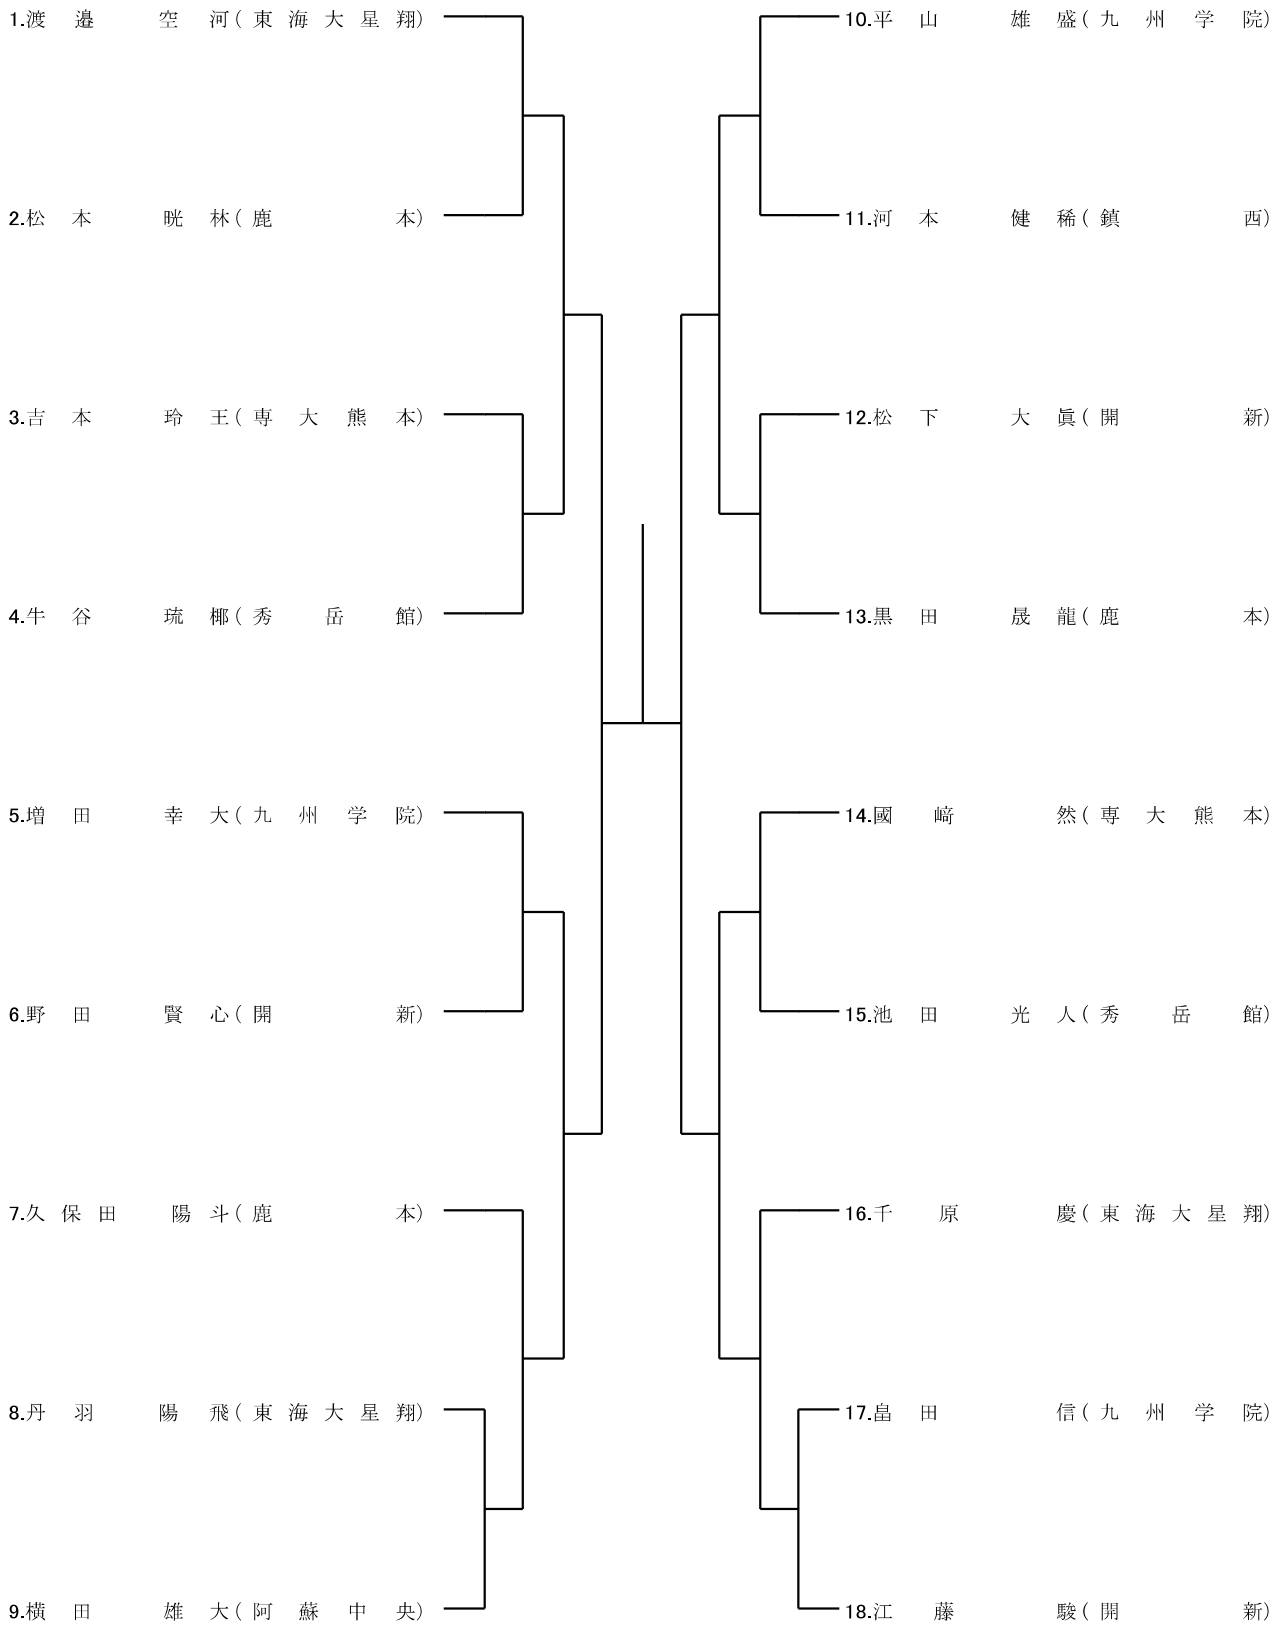 1.渡邉 空河(東海大星翔)
2.松本 晄林(鹿本)
3.吉本 玲王(専大熊本)
4.牛谷 琉椰(秀岳館)
5.増田 幸大(九州学院)
6.野田 賢心(開新)
7.久保田 陽斗(鹿本)
8.丹羽 陽飛(東海大星翔)
9.横田 雄大(阿蘇中央)
10.平山 雄盛(九州学院)
11.河本 健稀(鎮西)
12.松下 大眞(開新)
13.黒田 晟龍(鹿本)
14.國﨑 然(専大熊本)
15.池田 光人(秀岳館)
16.千原 慶(東海大星翔)
17.畠田 信(九州学院)
18.江藤 駿(開新)